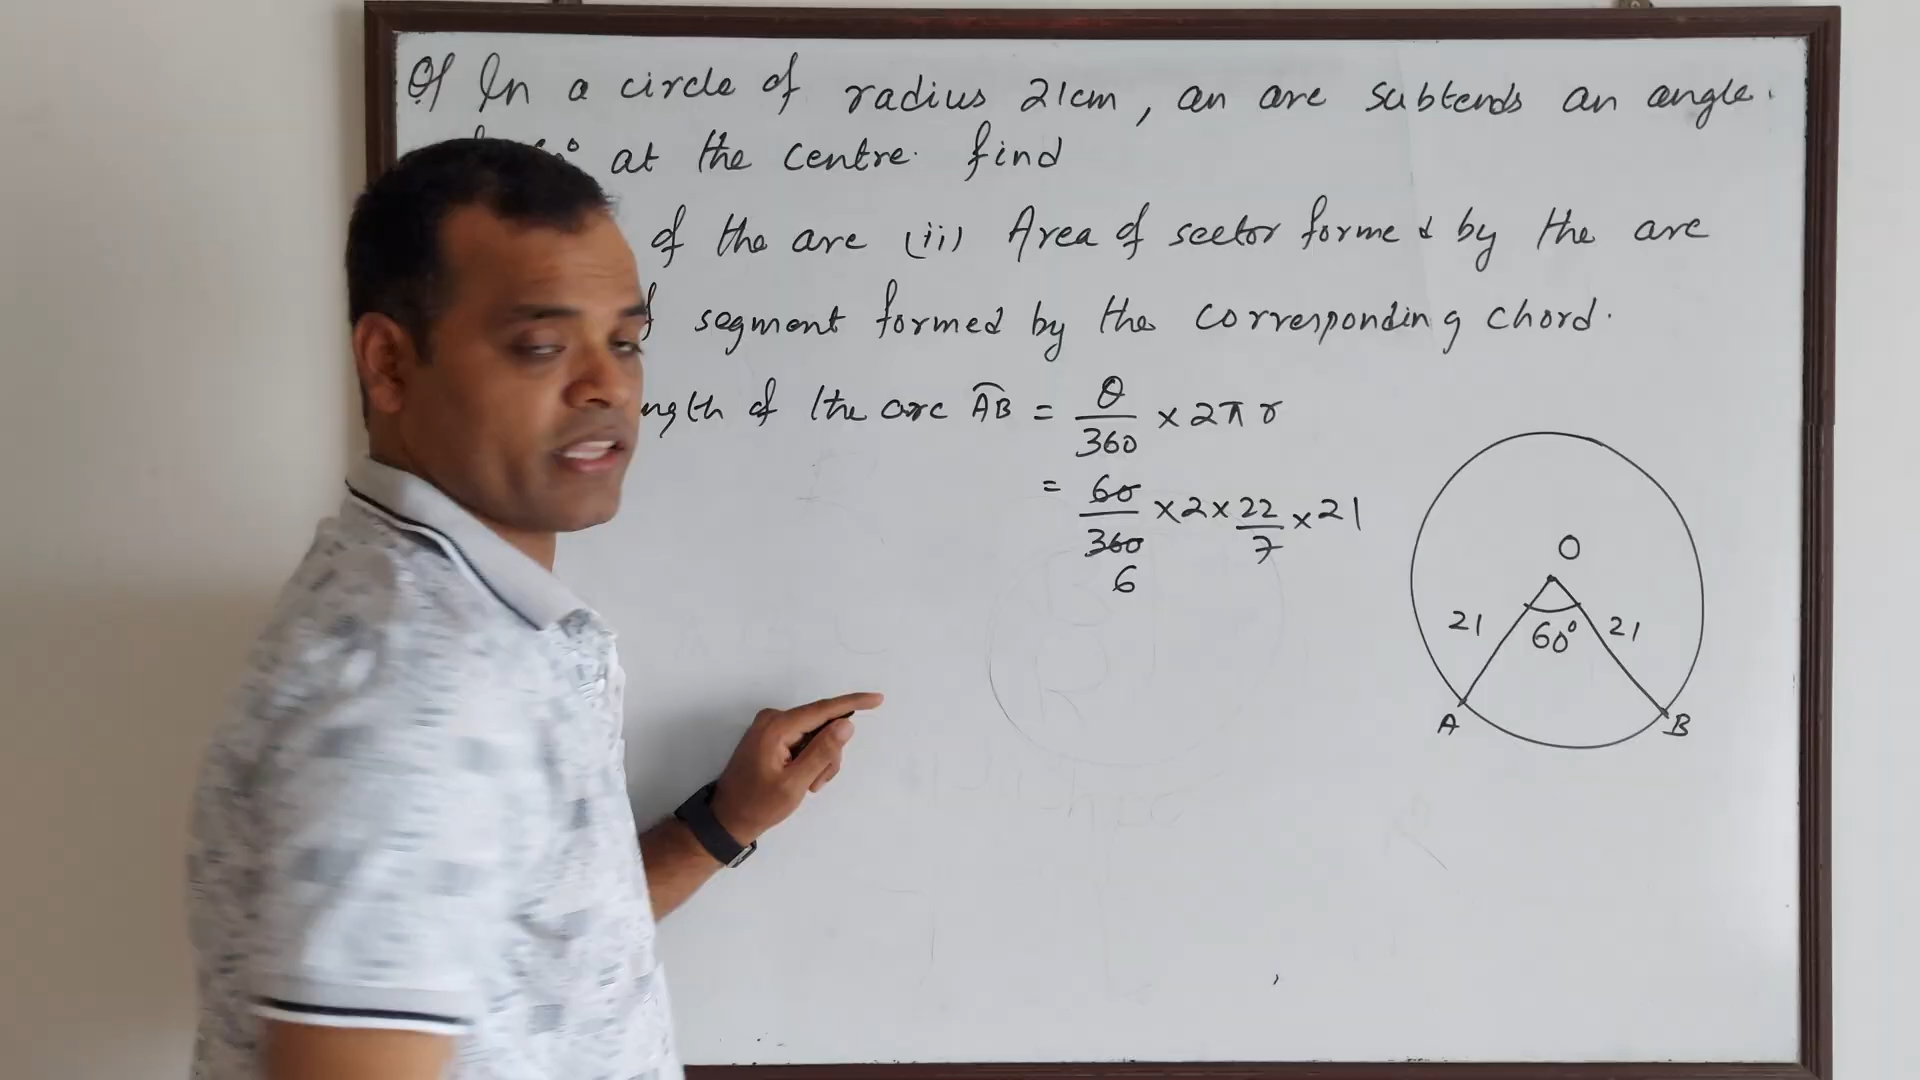 Q/ In a circle of radius 21cm, an arc subtends an angle.
at the centre. find
of the arc (ii) Area of sector formed by the arc
segment formed by the corresponding chord.
ngth of the arc AB = θ/360 × 2πr
= 60/360 × 2 × 22/7 × 21
6
O
21 60° 21
A B